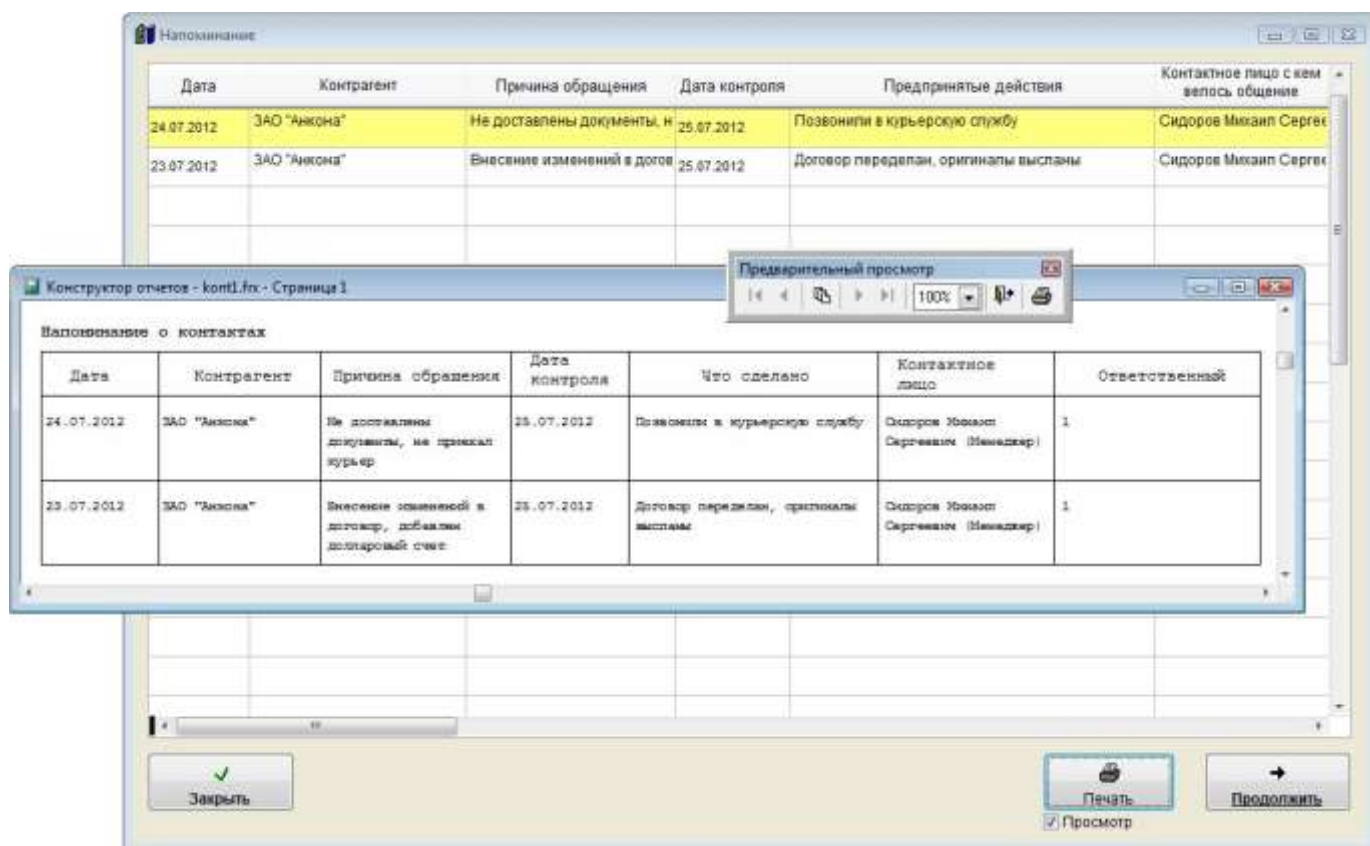 Напоминание
Дата Контрагент Причина обращения Дата контроля Предпринятые действия Контактное лицо с кем
велось общение
24.07.2012 ЗАО "Анкона" Не доставлены документы, н 25.07.2012 Позвонили в курьерскую службу Сидоров Михаил Сергее
23.07.2012 ЗАО "Анкона" Внесение изменений в догов 25.07.2012 Договор переделан, оригиналы высланы Сидоров Михаил Сергее
Предварительный просмотр
100%
Конструктор отчетов - kont1.frx - Страница 1
Напоминание о контактах
Дата Контрагент Причина обращения Дата Что сделано Контактное Ответственный
контроля лицо
24.07.2012 ЗАО "Анкона" Не доставлены 25.07.2012 Позвонили в курьерскую службу Сидоров Михаил 1
документы, не приехал Сергеевич (Менеджер)
курьер
23.07.2012 ЗАО "Анкона" Внесение изменений в 25.07.2012 Договор переделан, оригиналы Сидоров Михаил 1
договор, добавлен высланы Сергеевич (Менеджер)
долларовый счет
Закрыть
Печать
Продолжить
Просмотр